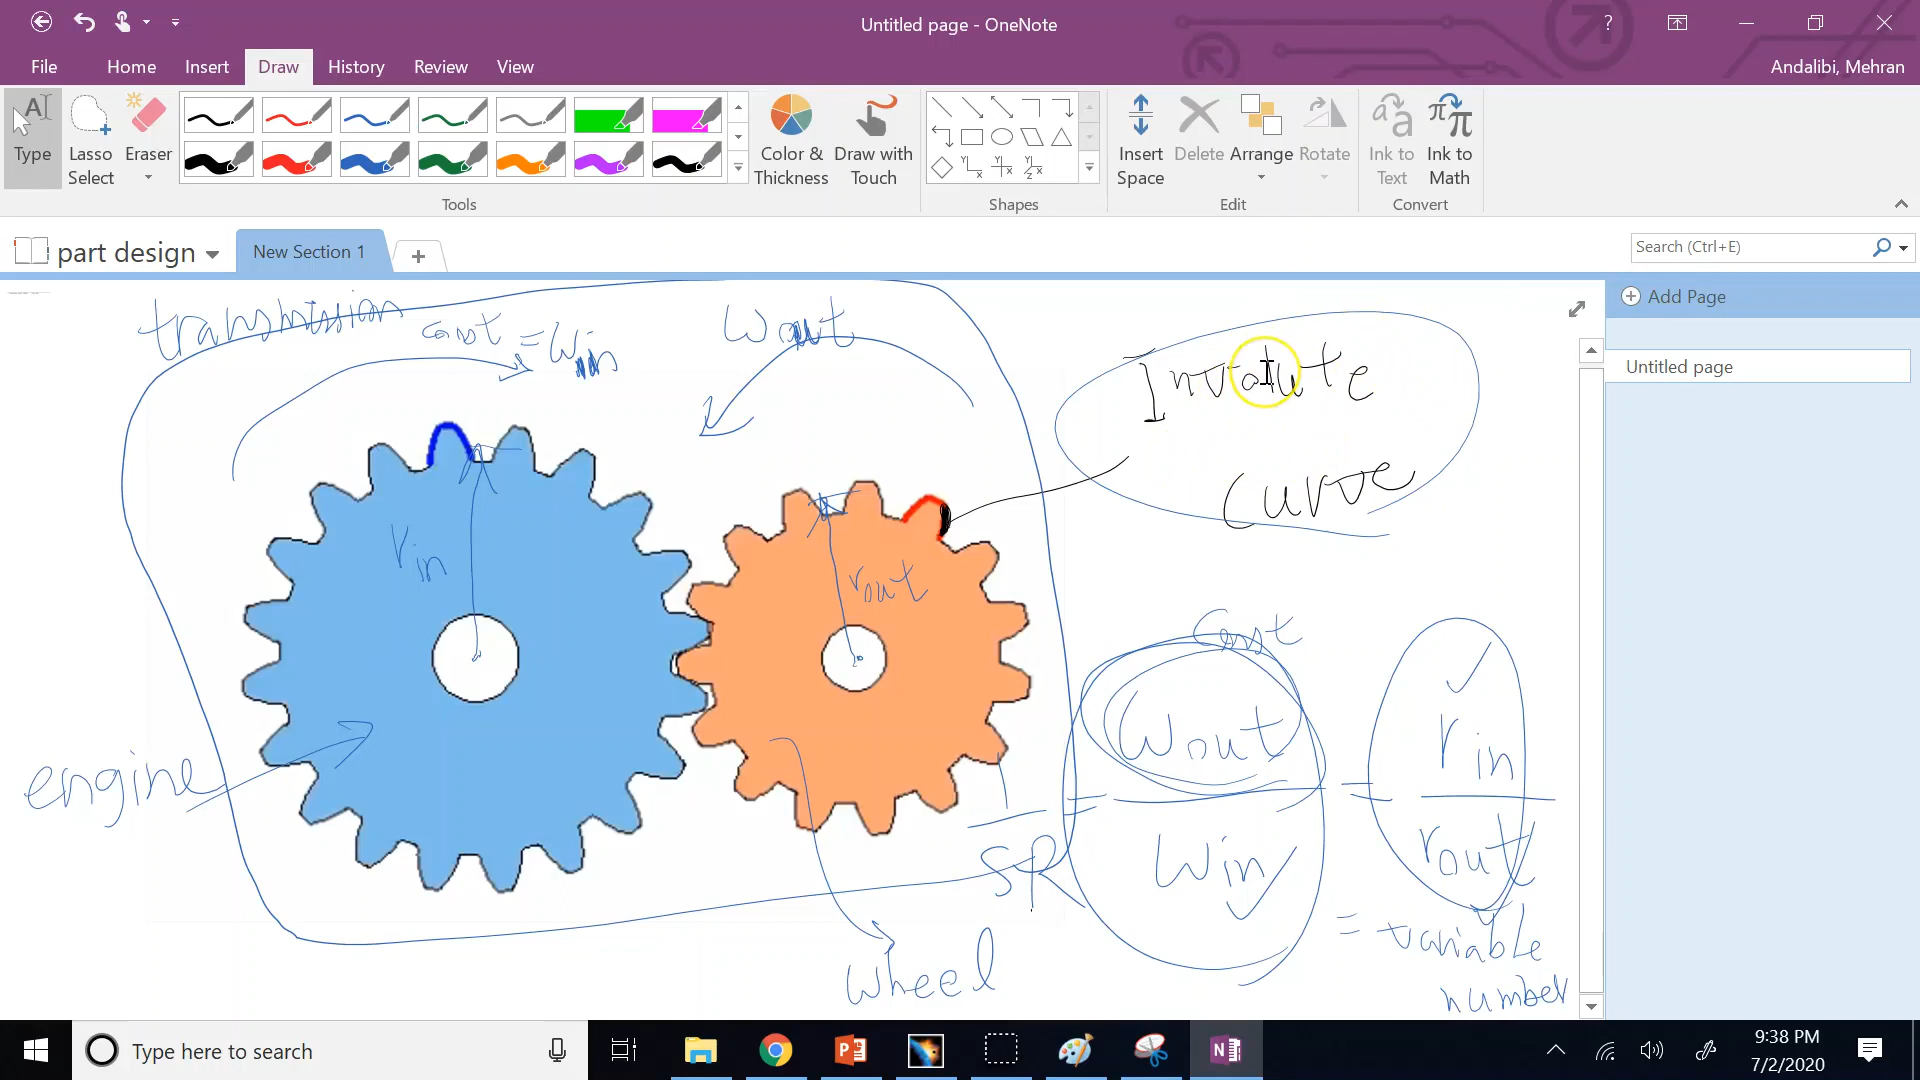 Untitled page - OneNote
?
File Home Insert Draw History Review View
Andalibi, Mehran
Type
Lasso Select
Eraser
Color & Thickness
Draw with Touch
Insert Space
Delete
Arrange
Rotate
Ink to Text
Ink to Math
Tools
Shapes
Edit
Convert
part design
New Section 1
Search (Ctrl+E)
Add Page
Untitled page
transmission
const = Win
Wout
Involute
Curve
rin
rout
engine
wheel
SR = Wout / Win = rin / rout
Const
= variable
number
Type here to search
9:38 PM
7/2/2020